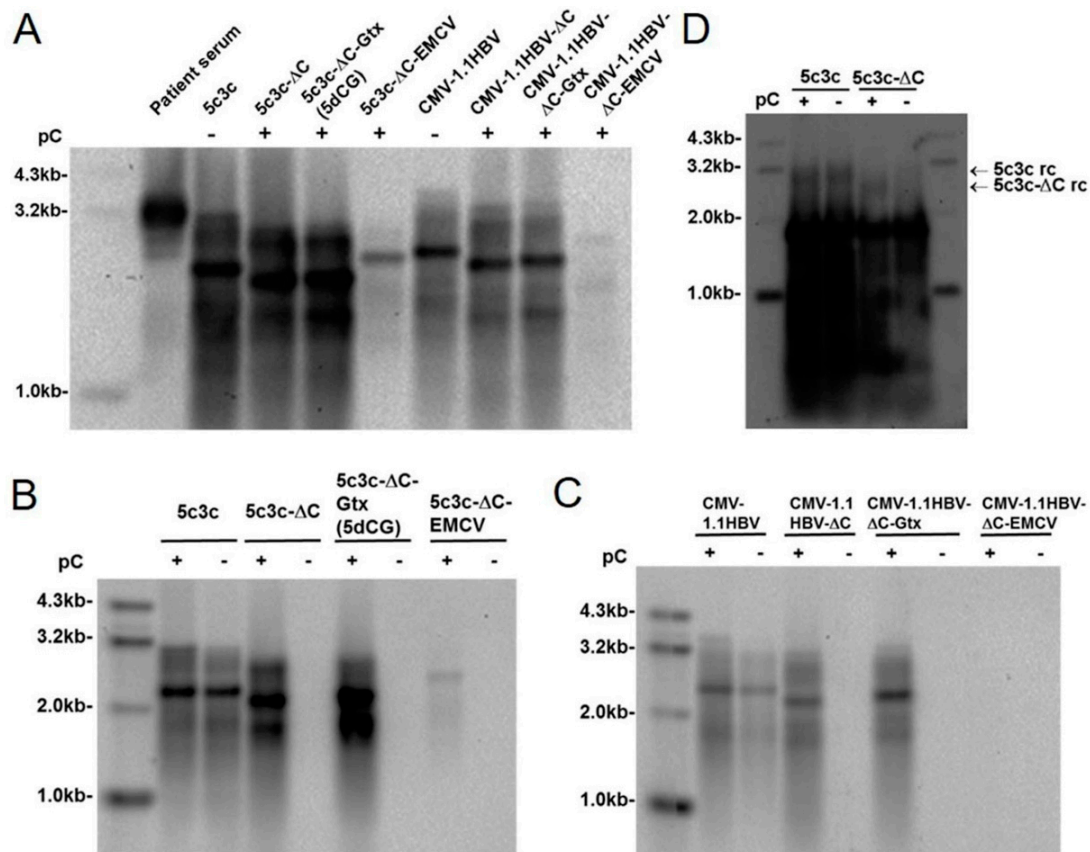 A
Patient serum
5c3c
5c3c-ΔC
5c3c-ΔC-Gtx
(5dCG)
5c3c-ΔC-EMCV
CMV-1.1HBV
CMV-1.1HBV-ΔC
CMV-1.1HBV-
ΔC-Gtx
CMV-1.1HBV-
ΔC-EMCV
pC
- + + + - + + +
4.3kb-
3.2kb-
1.0kb-
D
5c3c 5c3c-ΔC
pC + - + -
4.3kb-
3.2kb-
← 5c3c rc
← 5c3c-ΔC rc
2.0kb-
1.0kb-
B
5c3c
5c3c-ΔC
5c3c-ΔC-
Gtx
(5dCG)
5c3c-ΔC-
EMCV
pC + - + - + - + -
4.3kb-
3.2kb-
2.0kb-
1.0kb-
C
CMV-
1.1HBV
CMV-1.1
HBV-ΔC
CMV-1.1HBV-
ΔC-Gtx
CMV-1.1HBV-
ΔC-EMCV
pC + - + - + - + -
4.3kb-
3.2kb-
2.0kb-
1.0kb-